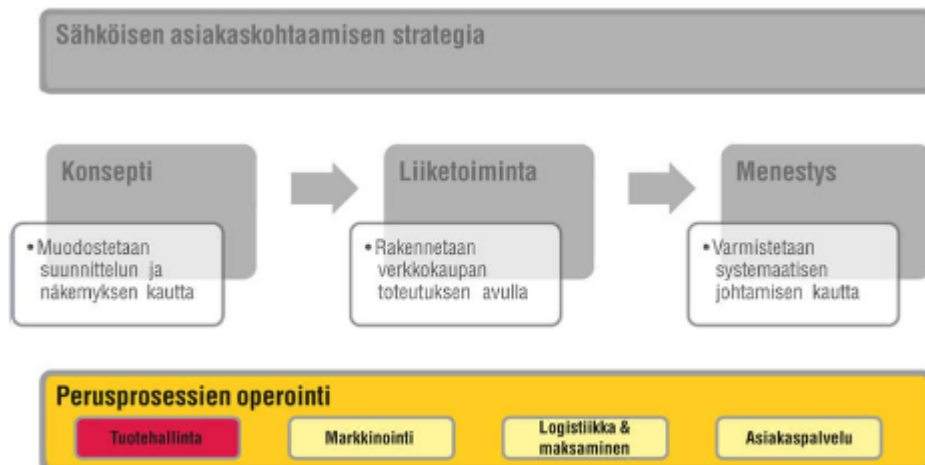 Sähköisen asiakaskohtaamisen strategia
Konsepti
•Muodostetaan
suunnittelun ja
näkemyksen kautta
Liiketoiminta
•Rakennetaan
verkkokaupan
toteutuksen avulla
Menestys
•Varmistetaan
systemaattisen
johtamisen kautta
Perusprosessien operointi
Tuotehallinta
Markkinointi
Logistiikka &
maksaminen
Asiakaspalvelu